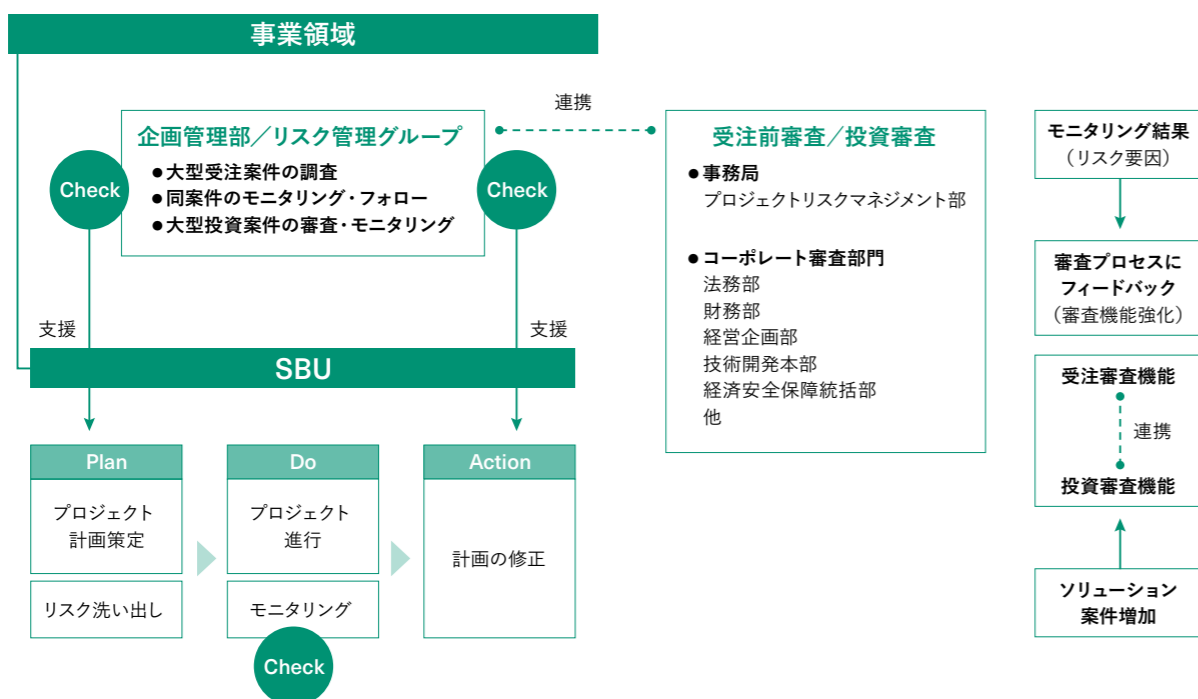 事業領域
連携
企画管理部／リスク管理グループ
●大型受注案件の調査
●同案件のモニタリング・フォロー
●大型投資案件の審査・モニタリング
Check
Check
支援
支援
SBU
Plan
プロジェクト
計画策定
リスク洗い出し
Do
プロジェクト
進行
モニタリング
Check
Action
計画の修正
受注前審査／投資審査
●事務局
プロジェクトリスクマネジメント部
●コーポレート審査部門
法務部
財務部
経営企画部
技術開発本部
経済安全保障統括部
他
モニタリング結果
（リスク要因）
審査プロセスに
フィードバック
（審査機能強化）
受注審査機能
連携
投資審査機能
ソリューション
案件増加